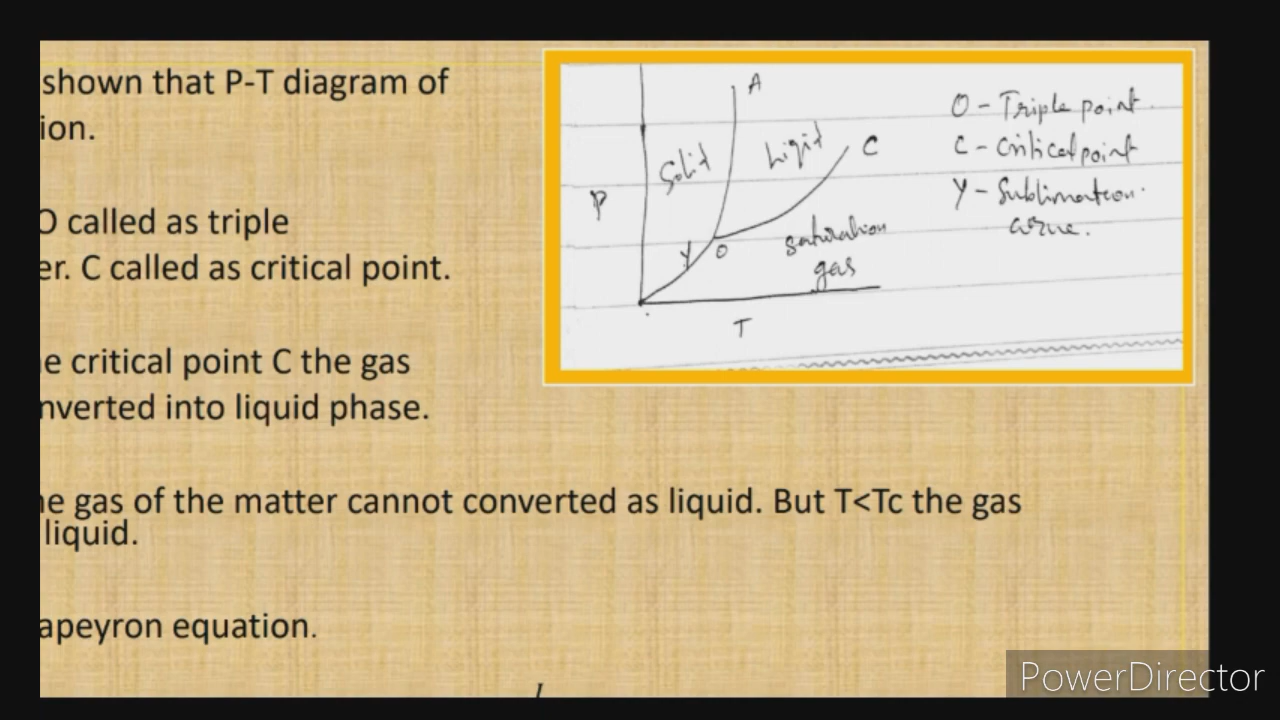 shown that P-T diagram of
ion.
O called as triple
er. C called as critical point.
e critical point C the gas
nverted into liquid phase.
he gas of the matter cannot converted as liquid. But T<Tc the gas
liquid.
apeyron equation.
A
Solid
Liqid
C
P
Y
O
saturation
gas
T
O - Triple point.
C - Critical point
Y - Sublimation
curve.
PowerDirector